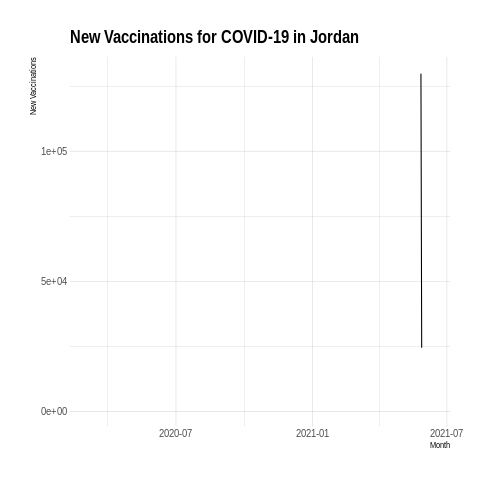 New Vaccinations for COVID-19 in Jordan
New Vaccinations
1e+05
5e+04
0e+00
2020-07
2021-01
2021-07
Month